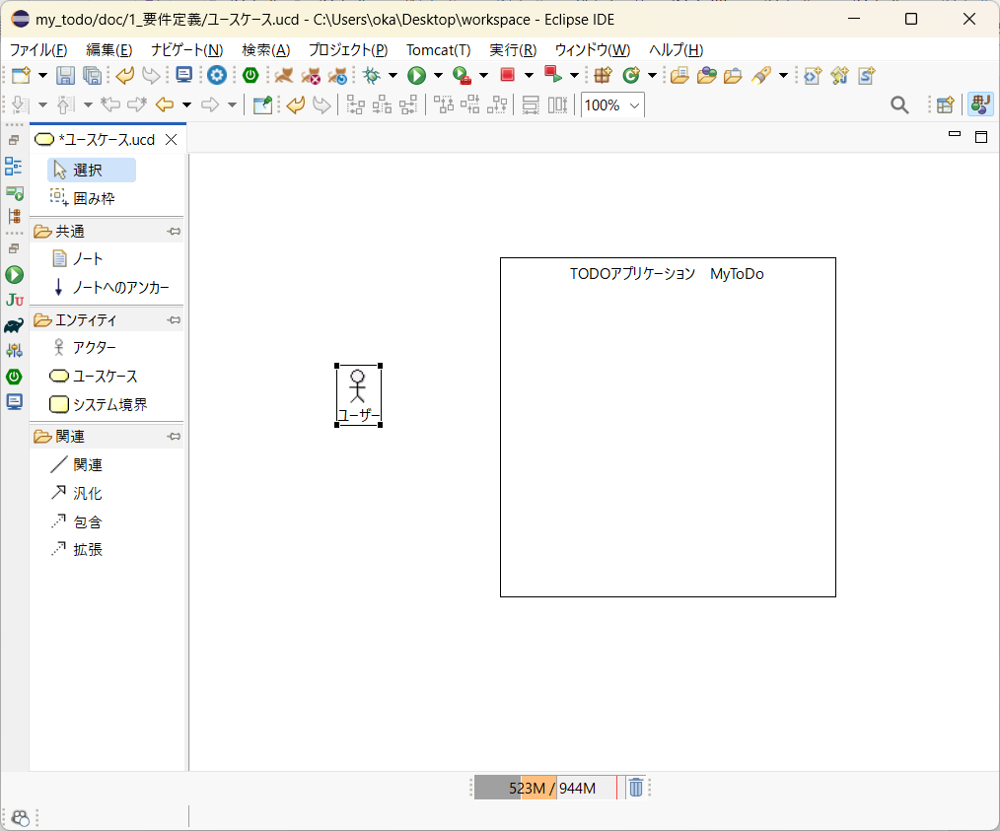 my_todo/doc/1_要件定義/ユースケース.ucd - C:\Users\oka\Desktop\workspace - Eclipse IDE
ファイル(F) 編集(E) ナビゲート(N) 検索(A) プロジェクト(P) Tomcat(T) 実行(R) ウィンドウ(W) ヘルプ(H)
100%
*ユースケース.ucd
選択
囲み枠
共通
ノート
ノートへのアンカー
エンティティ
アクター
ユースケース
システム境界
関連
関連
汎化
包含
拡張
TODOアプリケーション　MyToDo
ユーザー
523M / 944M
JU